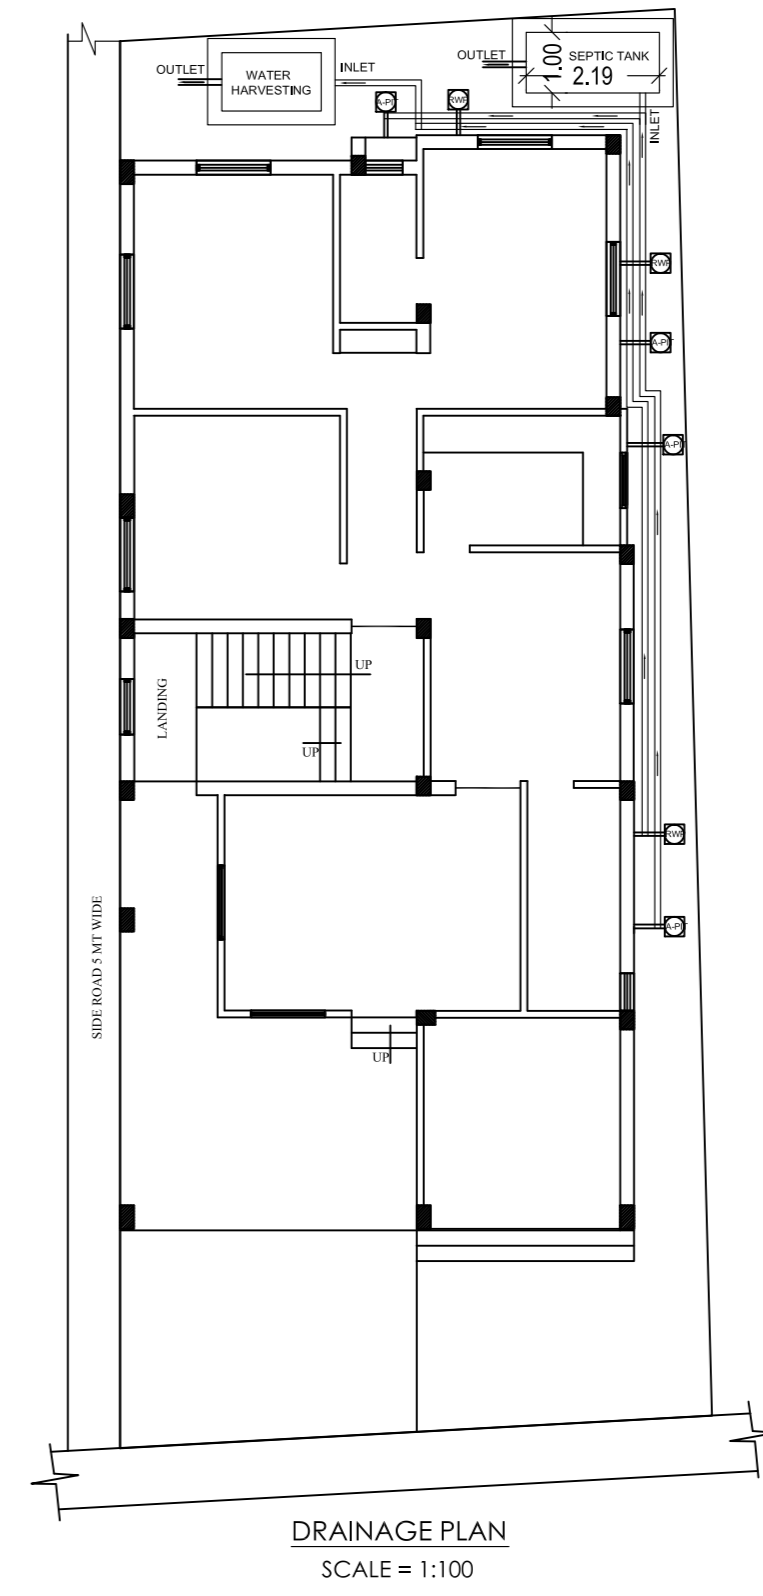 OUTLET
WATER
HARVESTING
INLET
OUTLET
SEPTIC TANK
1.00
2.19
INLET
A-PIT
RWP
RWP
A-PIT
A-PIT
UP
LANDING
UP
RWP
SIDE ROAD 5 MT WIDE
A-PIT
UP
DRAINAGE PLAN
SCALE = 1:100